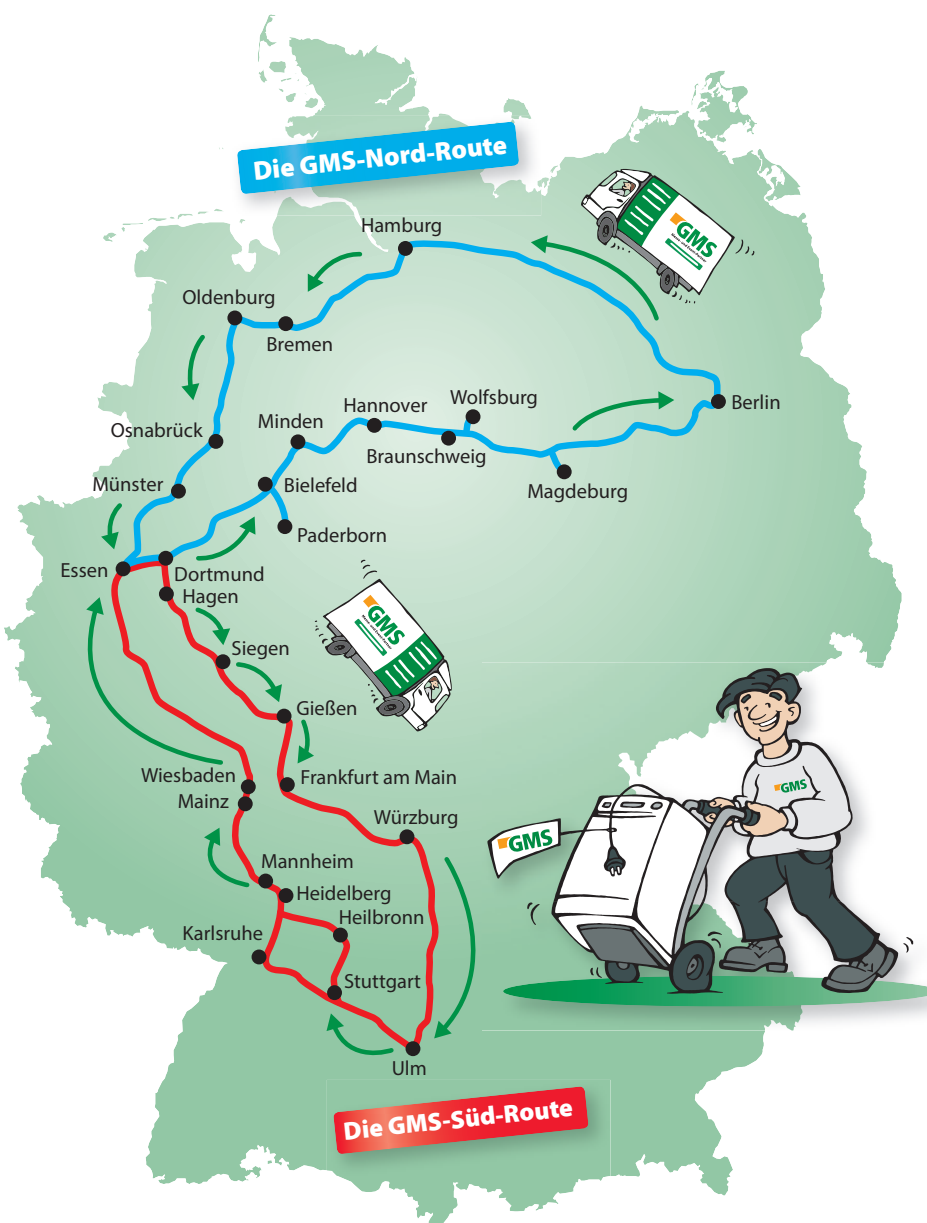 Die GMS-Nord-Route
Hamburg
GMS
Oldenburg
Bremen
Berlin
Wolfsburg
Hannover
Minden
Osnabrück
Braunschweig
Münster
Bielefeld
Magdeburg
Paderborn
Essen
Dortmund
Hagen
GMS
Siegen
Gießen
Wiesbaden
Frankfurt am Main
Mainz
GMS
Würzburg
GMS
Mannheim
Heidelberg
Heilbronn
Karlsruhe
Stuttgart
Ulm
Die GMS-Süd-Route